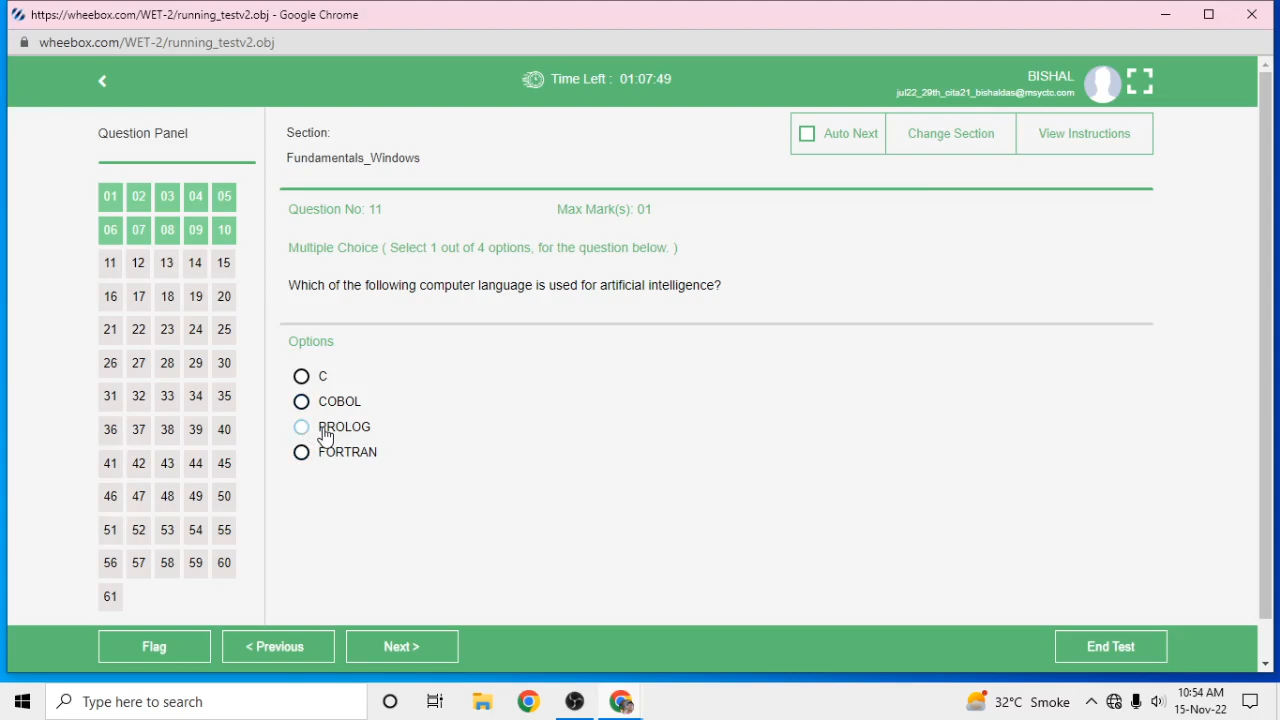 https://wheebox.com/WET-2/running_testv2.obj - Google Chrome
wheebox.com/WET-2/running_testv2.obj
Time Left : 01:07:49
BISHAL
jul22_29th_cita21_bishaldas@msyctc.com
Question Panel
01 02 03 04 05
06 07 08 09 10
11 12 13 14 15
16 17 18 19 20
21 22 23 24 25
26 27 28 29 30
31 32 33 34 35
36 37 38 39 40
41 42 43 44 45
46 47 48 49 50
51 52 53 54 55
56 57 58 59 60
61
Section:
Fundamentals_Windows
Auto Next
Change Section
View Instructions
Question No: 11
Max Mark(s): 01
Multiple Choice ( Select 1 out of 4 options, for the question below. )
Which of the following computer language is used for artificial intelligence?
Options
C
COBOL
PROLOG
FORTRAN
Flag
< Previous
Next >
End Test
Type here to search
32°C Smoke
10:54 AM
15-Nov-22